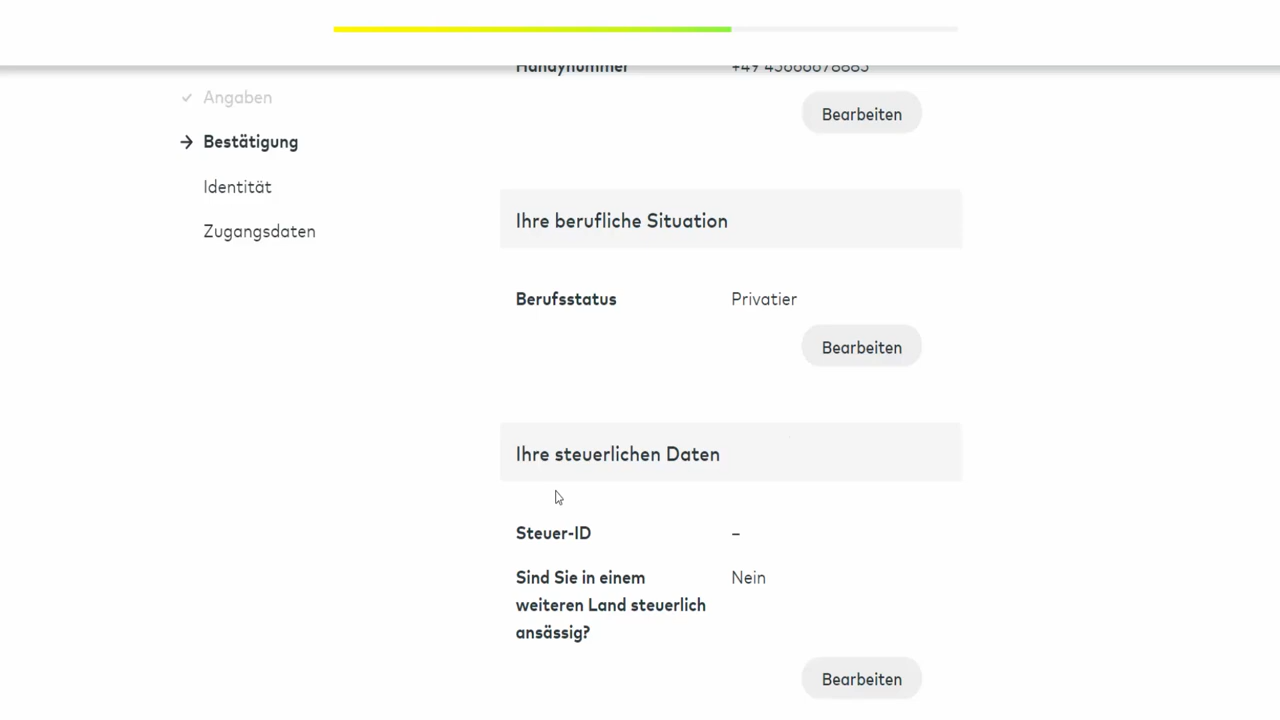 Handynummer
Angaben
Bearbeiten
Bestätigung
Identität
Zugangsdaten
Ihre berufliche Situation
Berufsstatus Privatier
Bearbeiten
Ihre steuerlichen Daten
Steuer-ID –
Sind Sie in einem Nein
weiteren Land steuerlich
ansässig?
Bearbeiten